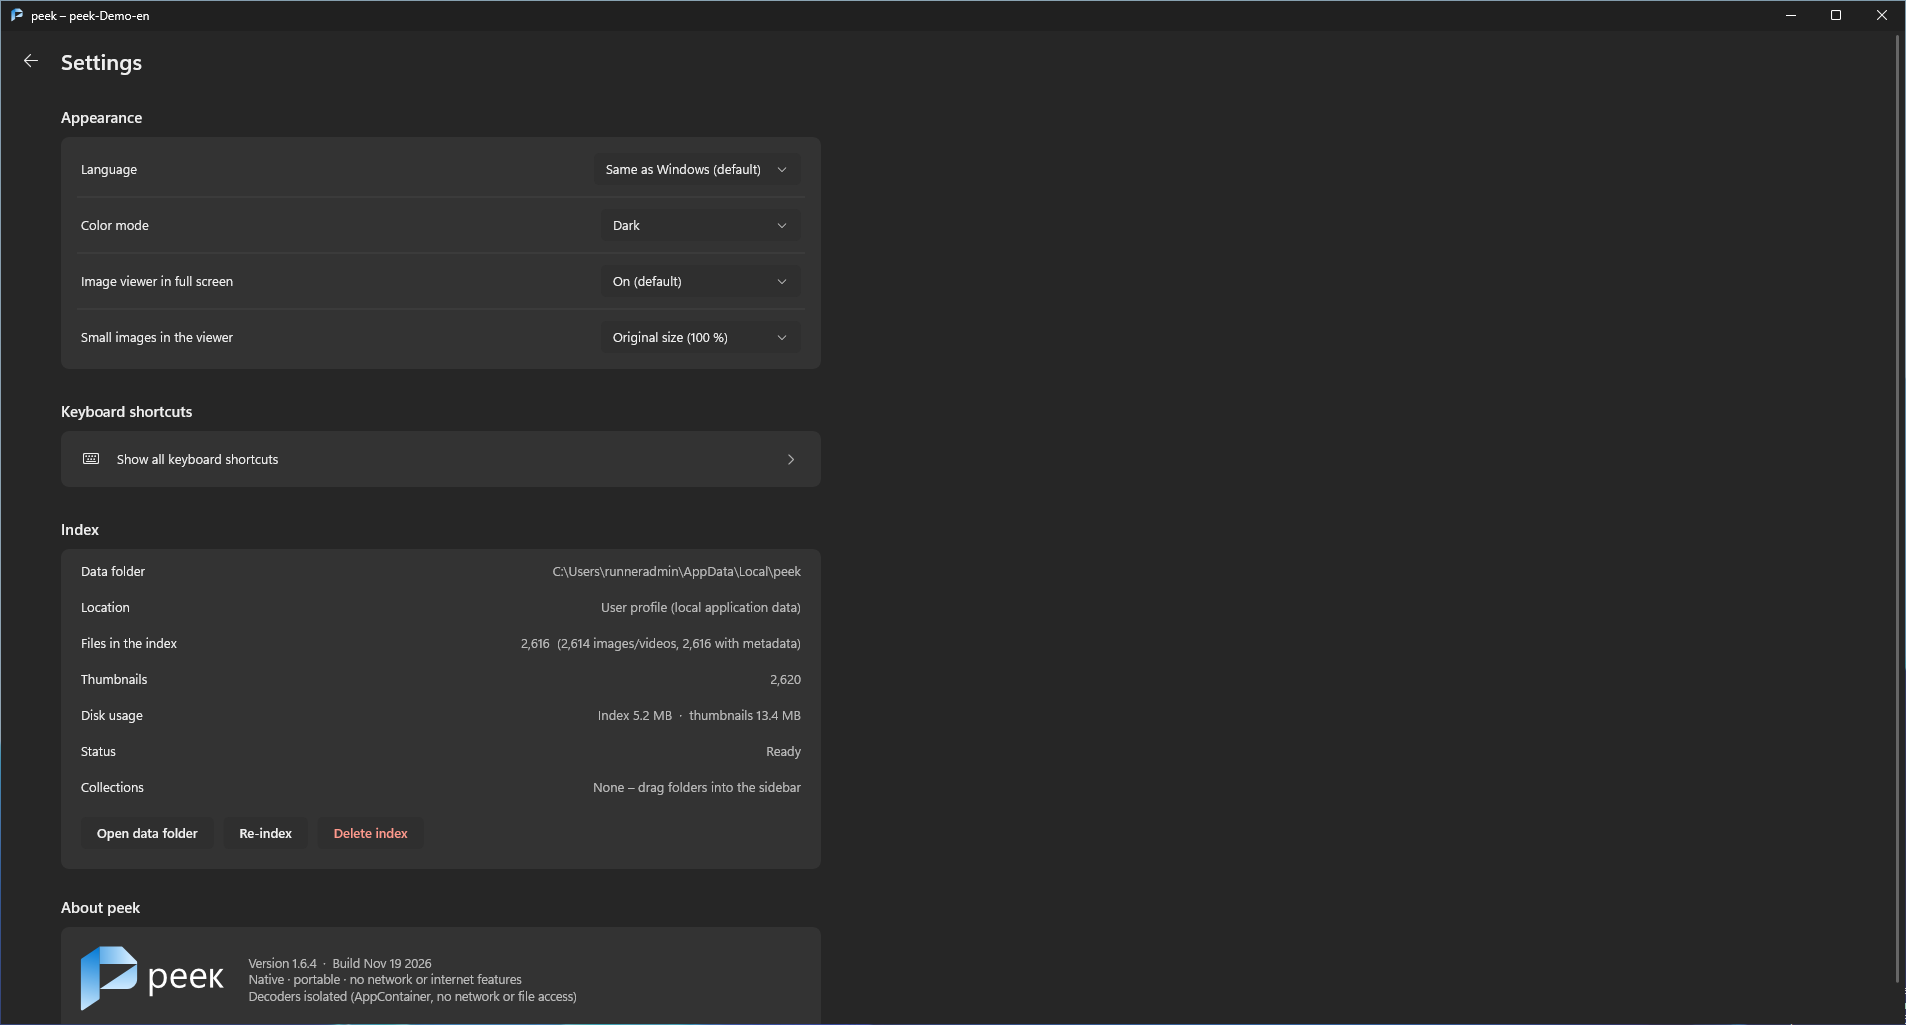 peek – peek-Demo-en
Settings
Appearance
Language
Same as Windows (default)
Color mode
Dark
Image viewer in full screen
On (default)
Small images in the viewer
Original size (100 %)
Keyboard shortcuts
Show all keyboard shortcuts
Index
Data folder
C:\Users\runneradmin\AppData\Local\peek
Location
User profile (local application data)
Files in the index
2,616 (2,614 images/videos, 2,616 with metadata)
Thumbnails
2,620
Disk usage
Index 5.2 MB · thumbnails 13.4 MB
Status
Ready
Collections
None – drag folders into the sidebar
Open data folder
Re-index
Delete index
About peek
peek
Version 1.6.4 · Build Nov 19 2026
Native · portable · no network or internet features
Decoders isolated (AppContainer, no network or file access)